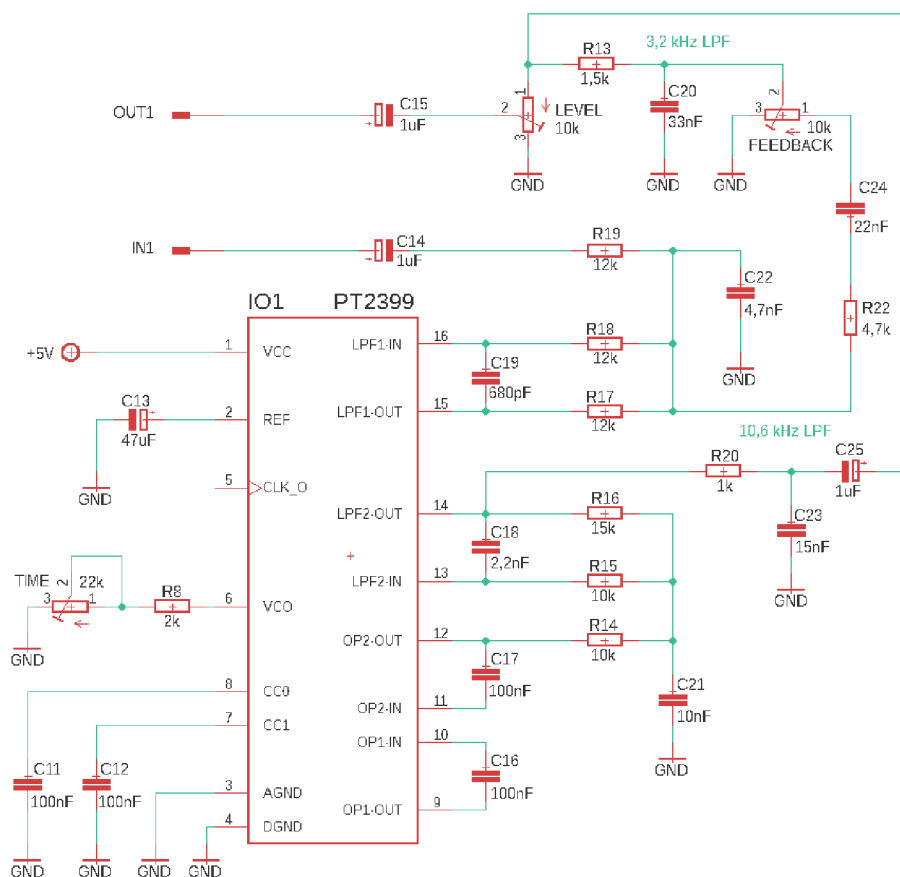 3,2 kHz LPF
R13
1,5k
OUT1
C15
1uF
1
2
3
LEVEL
10k
GND
C20
33nF
GND
2
3
1
10k
FEEDBACK
GND
C24
22nF
IN1
C14
1uF
R19
12k
C22
4,7nF
GND
R22
4,7k
IO1
PT2399
+5V
1
VCC
LPF1-IN
16
R18
12k
C19
680pF
C13
47uF
GND
2
REF
LPF1-OUT
15
R17
12k
10,6 kHz LPF
R20
1k
C25
1uF
5
CLK_O
C23
15nF
GND
LPF2-OUT
14
R16
15k
C18
2,2nF
LPF2-IN
13
R15
10k
TIME
2
22k
3
1
GND
R8
2k
6
VCO
OP2-OUT
12
R14
10k
C17
100nF
C21
10nF
GND
8
CC0
OP2-IN
11
7
CC1
OP1-IN
10
C16
100nF
C11
100nF
GND
C12
100nF
GND
3
AGND
OP1-OUT
9
4
DGND
GND
GND